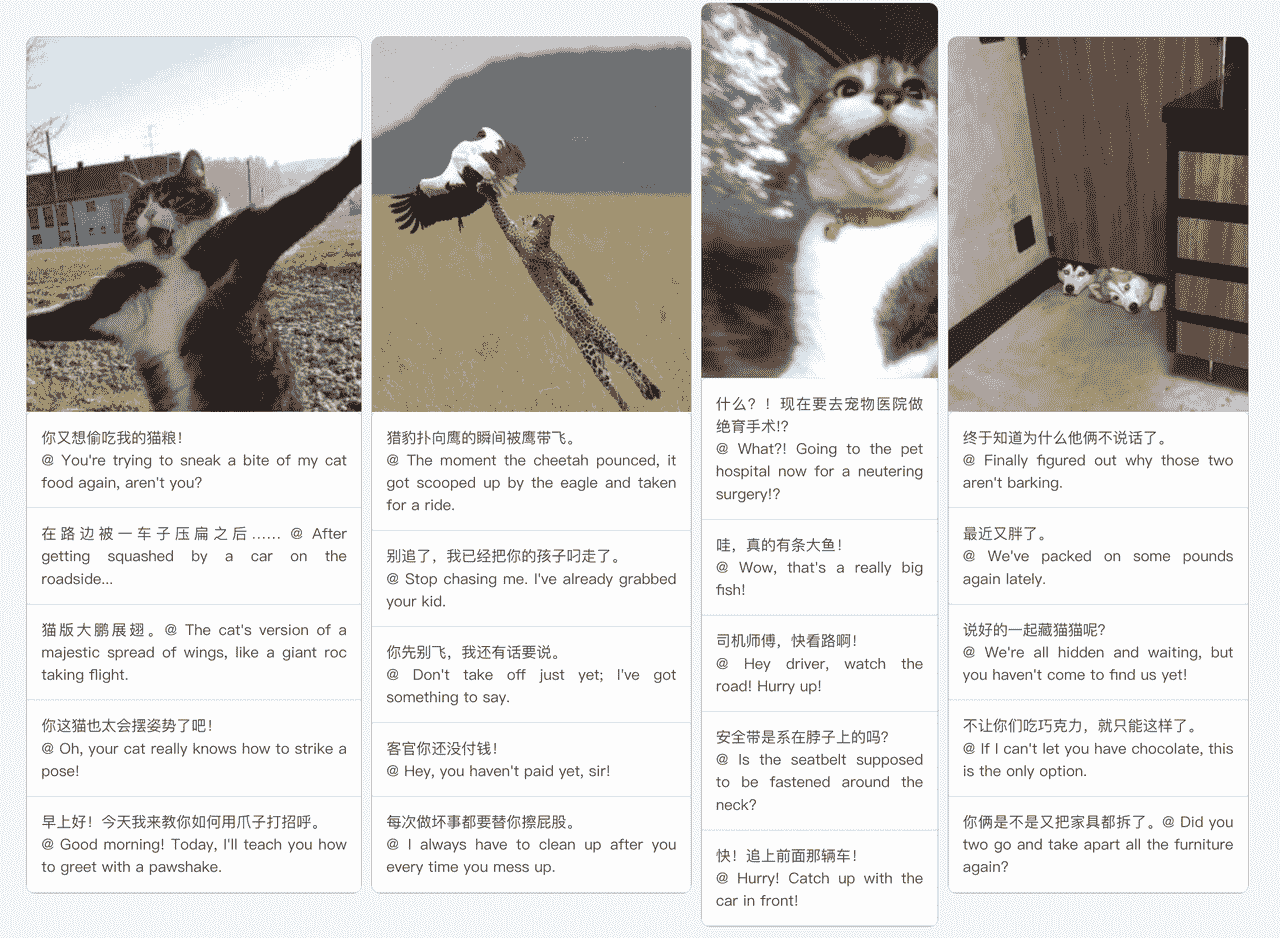 你又想偷吃我的猫粮！
@ You're trying to sneak a bite of my cat
food again, aren't you?
在路边被一车子压扁之后…… @ After
getting squashed by a car on the
roadside...
猫版大鹏展翅。@ The cat's version of a
majestic spread of wings, like a giant roc
taking flight.
你这猫也太会摆姿势了吧！
@ Oh, your cat really knows how to strike a
pose!
早上好！今天我来教你如何用爪子打招呼。
@ Good morning! Today, I'll teach you how
to greet with a pawshake.
猎豹扑向鹰的瞬间被鹰带飞。
@ The moment the cheetah pounced, it
got scooped up by the eagle and taken
for a ride.
别追了，我已经把你的孩子叼走了。
@ Stop chasing me. I've already grabbed
your kid.
你先别飞，我还有话要说。
@ Don't take off just yet; I've got
something to say.
客官你还没付钱！
@ Hey, you haven't paid yet, sir!
每次做坏事都要替你擦屁股。
@ I always have to clean up after you
every time you mess up.
什么？！现在要去宠物医院做
绝育手术!?
@ What?! Going to the pet
hospital now for a neutering
surgery!?
哇，真的有条大鱼！
@ Wow, that's a really big
fish!
司机师傅，快看路啊！
@ Hey driver, watch the
road! Hurry up!
安全带是系在脖子上的吗?
@ Is the seatbelt supposed
to be fastened around the
neck?
快！追上前面那辆车！
@ Hurry! Catch up with the
car in front!
终于知道为什么他俩不说话了。
@ Finally figured out why those two
aren't barking.
最近又胖了。
@ We've packed on some pounds
again lately.
说好的一起藏猫猫呢?
@ We're all hidden and waiting, but
you haven't come to find us yet!
不让你们吃巧克力，就只能这样了。
@ If I can't let you have chocolate, this
is the only option.
你俩是不是又把家具都拆了。@ Did you
two go and take apart all the furniture
again?